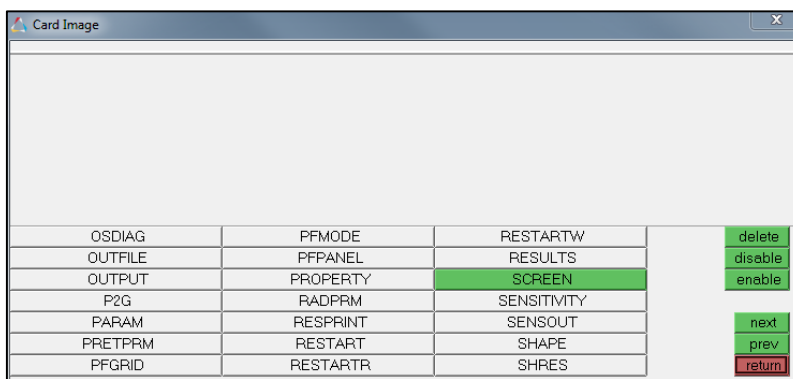 Card Image
X
OSDIAG PFMODE RESTARTW delete
OUTFILE PFPANEL RESULTS disable
OUTPUT PROPERTY SCREEN enable
P2G RADPRM SENSITIVITY
PARAM RESPRINT SENSOUT next
PRETPRM RESTART SHAPE prev
PFGRID RESTARTR SHRES return